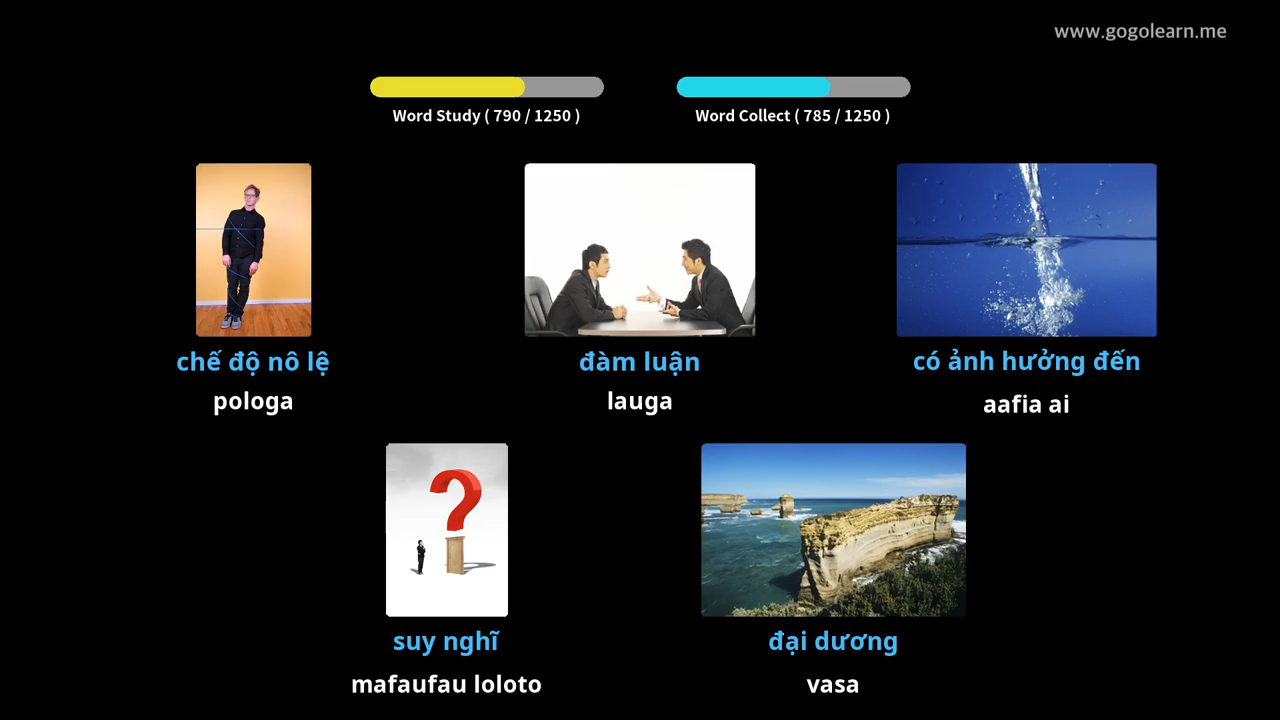 www.gogolearn.me
Word Study ( 790 / 1250 )
Word Collect ( 785 / 1250 )
chế độ nô lệ
pologa
đàm luận
lauga
có ảnh hưởng đến
aafia ai
suy nghĩ
mafaufau loloto
đại dương
vasa